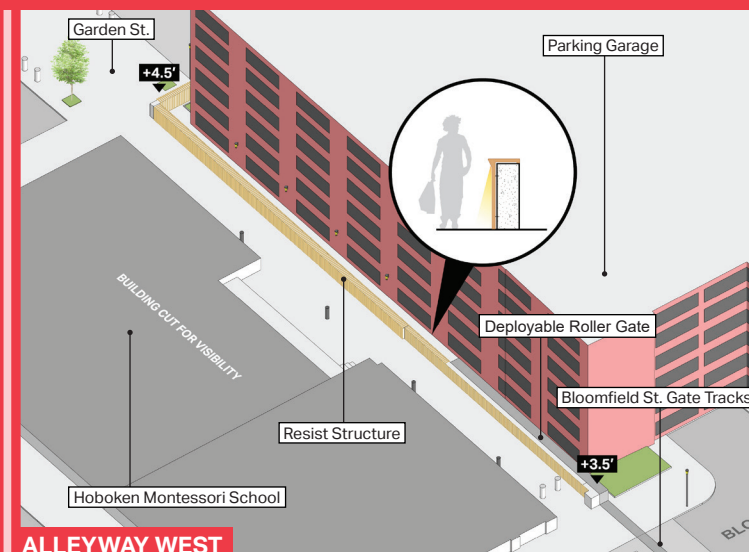 Garden St.
+4.5′
Parking Garage
BUILDING CUT FOR VISIBILITY
Deployable Roller Gate
Bloomfield St. Gate Tracks
Resist Structure
+3.5′
Hoboken Montessori School
BLO
ALLEYWAY WEST